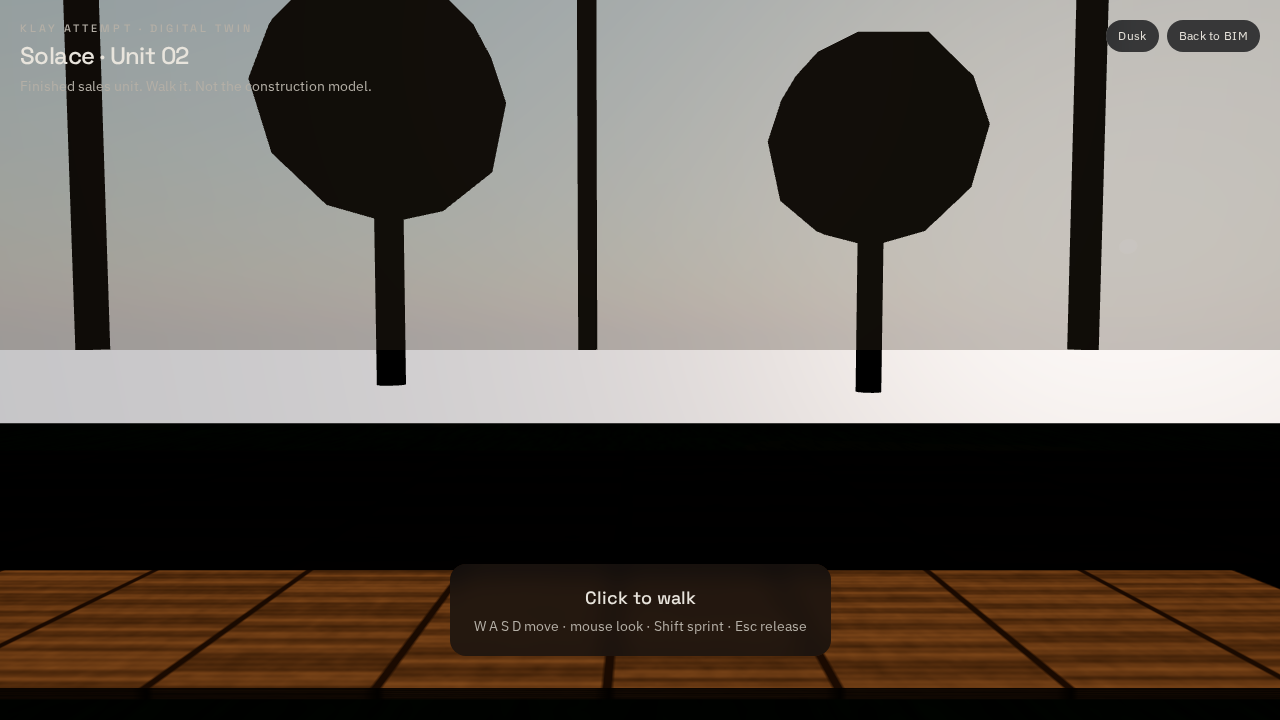 KLAY ATTEMPT · DIGITAL TWIN
Solace · Unit 02
Finished sales unit. Walk it. Not the construction model.
Dusk
Back to BIM
Click to walk
W A S D move · mouse look · Shift sprint · Esc release